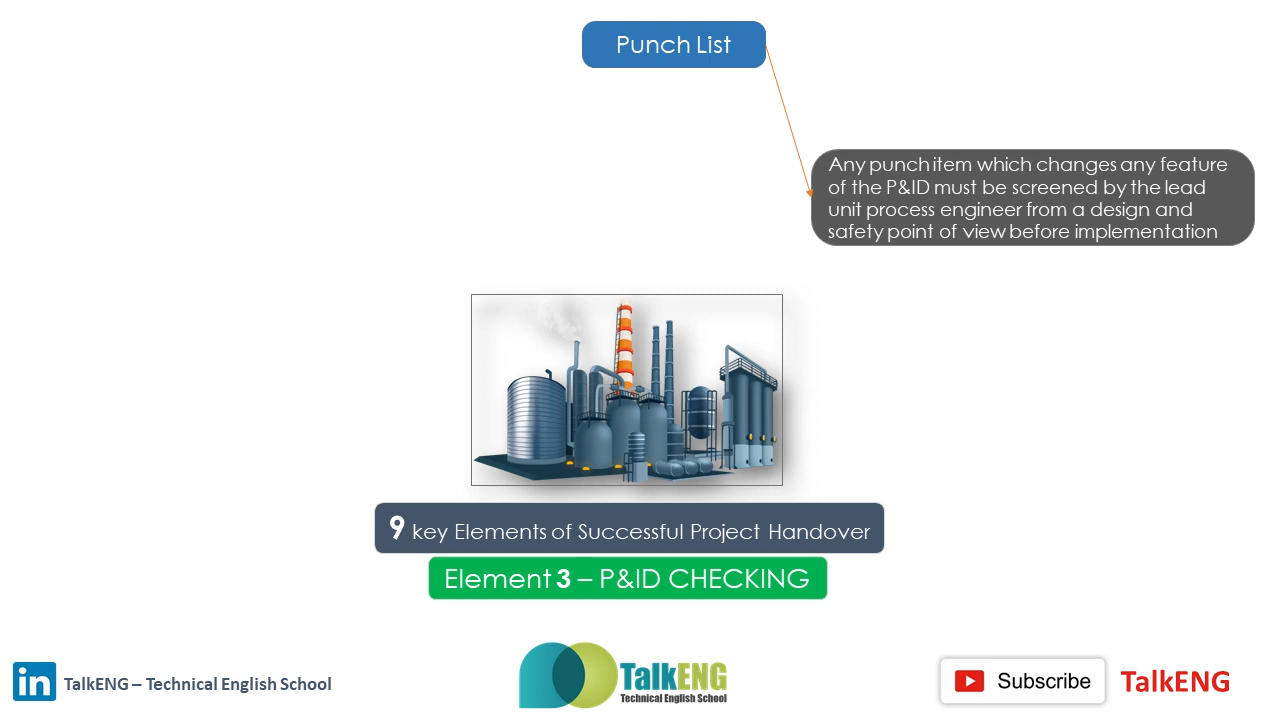 Punch List
Any punch item which changes any feature
of the P&ID must be screened by the lead
unit process engineer from a design and
safety point of view before implementation
9 key Elements of Successful Project Handover
Element 3 – P&ID CHECKING
in TalkENG – Technical English School
TalkENG
Technical English School
Subscribe TalkENG